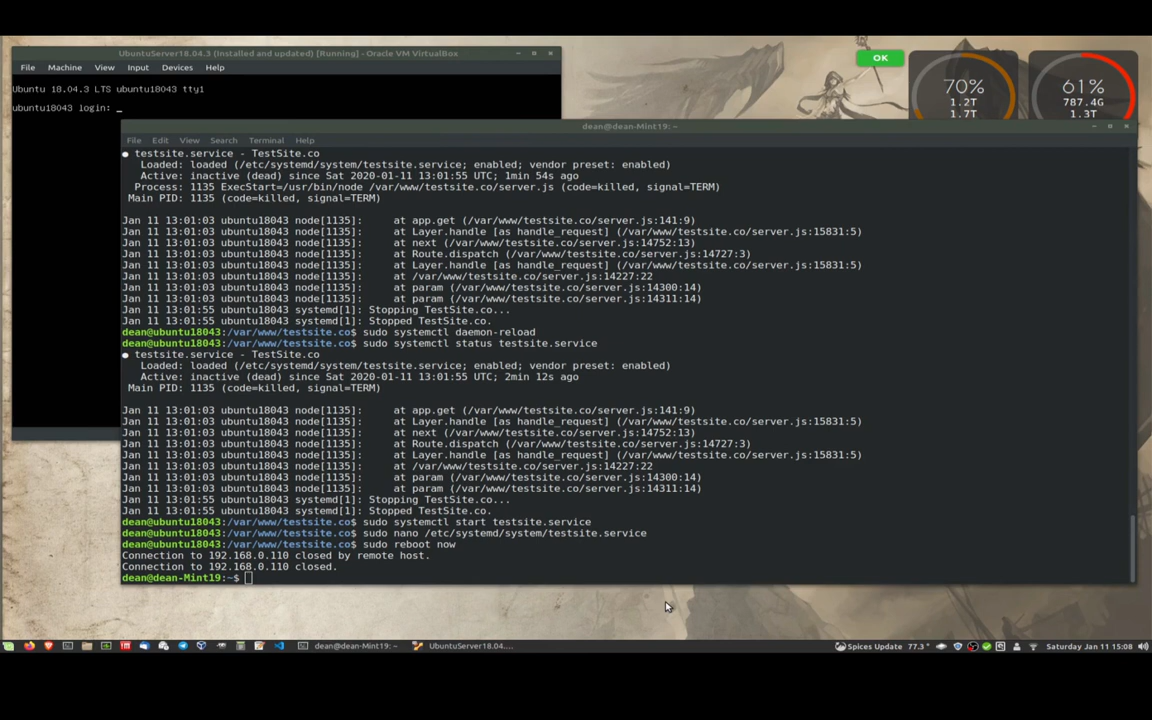 UbuntuServer18.04.3 (Installed and updated) [Running] - Oracle VM VirtualBox
File Machine View Input Devices Help
Ubuntu 18.04.3 LTS ubuntu18043 tty1
ubuntu18043 login: _
OK
70%
1.2T
1.7T
61%
787.4G
1.3T
dean@dean-Mint19: ~
File Edit View Search Terminal Help
● testsite.service - TestSite.co
Loaded: loaded (/etc/systemd/system/testsite.service; enabled; vendor preset: enabled)
Active: inactive (dead) since Sat 2020-01-11 13:01:55 UTC; 1min 54s ago
Process: 1135 ExecStart=/usr/bin/node /var/www/testsite.co/server.js (code=killed, signal=TERM)
Main PID: 1135 (code=killed, signal=TERM)
Jan 11 13:01:03 ubuntu18043 node[1135]: at app.get (/var/www/testsite.co/server.js:141:9)
Jan 11 13:01:03 ubuntu18043 node[1135]: at Layer.handle [as handle_request] (/var/www/testsite.co/server.js:15831:5)
Jan 11 13:01:03 ubuntu18043 node[1135]: at next (/var/www/testsite.co/server.js:14752:13)
Jan 11 13:01:03 ubuntu18043 node[1135]: at Route.dispatch (/var/www/testsite.co/server.js:14727:3)
Jan 11 13:01:03 ubuntu18043 node[1135]: at Layer.handle [as handle_request] (/var/www/testsite.co/server.js:15831:5)
Jan 11 13:01:03 ubuntu18043 node[1135]: at /var/www/testsite.co/server.js:14227:22
Jan 11 13:01:03 ubuntu18043 node[1135]: at param (/var/www/testsite.co/server.js:14300:14)
Jan 11 13:01:03 ubuntu18043 node[1135]: at param (/var/www/testsite.co/server.js:14311:14)
Jan 11 13:01:55 ubuntu18043 systemd[1]: Stopping TestSite.co...
Jan 11 13:01:55 ubuntu18043 systemd[1]: Stopped TestSite.co.
dean@ubuntu18043:/var/www/testsite.co$ sudo systemctl daemon-reload
dean@ubuntu18043:/var/www/testsite.co$ sudo systemctl status testsite.service
● testsite.service - TestSite.co
Loaded: loaded (/etc/systemd/system/testsite.service; enabled; vendor preset: enabled)
Active: inactive (dead) since Sat 2020-01-11 13:01:55 UTC; 2min 12s ago
Main PID: 1135 (code=killed, signal=TERM)
Jan 11 13:01:03 ubuntu18043 node[1135]: at app.get (/var/www/testsite.co/server.js:141:9)
Jan 11 13:01:03 ubuntu18043 node[1135]: at Layer.handle [as handle_request] (/var/www/testsite.co/server.js:15831:5)
Jan 11 13:01:03 ubuntu18043 node[1135]: at next (/var/www/testsite.co/server.js:14752:13)
Jan 11 13:01:03 ubuntu18043 node[1135]: at Route.dispatch (/var/www/testsite.co/server.js:14727:3)
Jan 11 13:01:03 ubuntu18043 node[1135]: at Layer.handle [as handle_request] (/var/www/testsite.co/server.js:15831:5)
Jan 11 13:01:03 ubuntu18043 node[1135]: at /var/www/testsite.co/server.js:14227:22
Jan 11 13:01:03 ubuntu18043 node[1135]: at param (/var/www/testsite.co/server.js:14300:14)
Jan 11 13:01:03 ubuntu18043 node[1135]: at param (/var/www/testsite.co/server.js:14311:14)
Jan 11 13:01:55 ubuntu18043 systemd[1]: Stopping TestSite.co...
Jan 11 13:01:55 ubuntu18043 systemd[1]: Stopped TestSite.co.
dean@ubuntu18043:/var/www/testsite.co$ sudo systemctl start testsite.service
dean@ubuntu18043:/var/www/testsite.co$ sudo nano /etc/systemd/system/testsite.service
dean@ubuntu18043:/var/www/testsite.co$ sudo reboot now
Connection to 192.168.0.110 closed by remote host.
Connection to 192.168.0.110 closed.
dean@dean-Mint19:~$
dean@dean-Mint19: ~ UbuntuServer18.04.... Spices Update 77.3° Saturday Jan 11 15:08